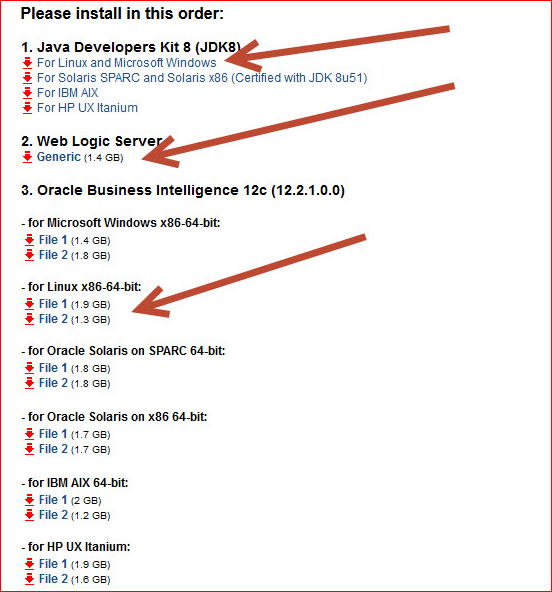 Please install in this order:
1. Java Developers Kit 8 (JDK8)
For Linux and Microsoft Windows
For Solaris SPARC and Solaris x86 (Certified with JDK 8u51)
For IBM AIX
For HP UX Itanium
2. Web Logic Server
Generic (1.4 GB)
3. Oracle Business Intelligence 12c (12.2.1.0.0)
- for Microsoft Windows x86-64-bit:
File 1 (1.4 GB)
File 2 (1.8 GB)
- for Linux x86-64-bit:
File 1 (1.9 GB)
File 2 (1.3 GB)
- for Oracle Solaris on SPARC 64-bit:
File 1 (1.8 GB)
File 2 (1.8 GB)
- for Oracle Solaris on x86 64-bit:
File 1 (1.7 GB)
File 2 (1.7 GB)
- for IBM AIX 64-bit:
File 1 (2 GB)
File 2 (1.2 GB)
- for HP UX Itanium:
File 1 (1.9 GB)
File 2 (1.6 GB)